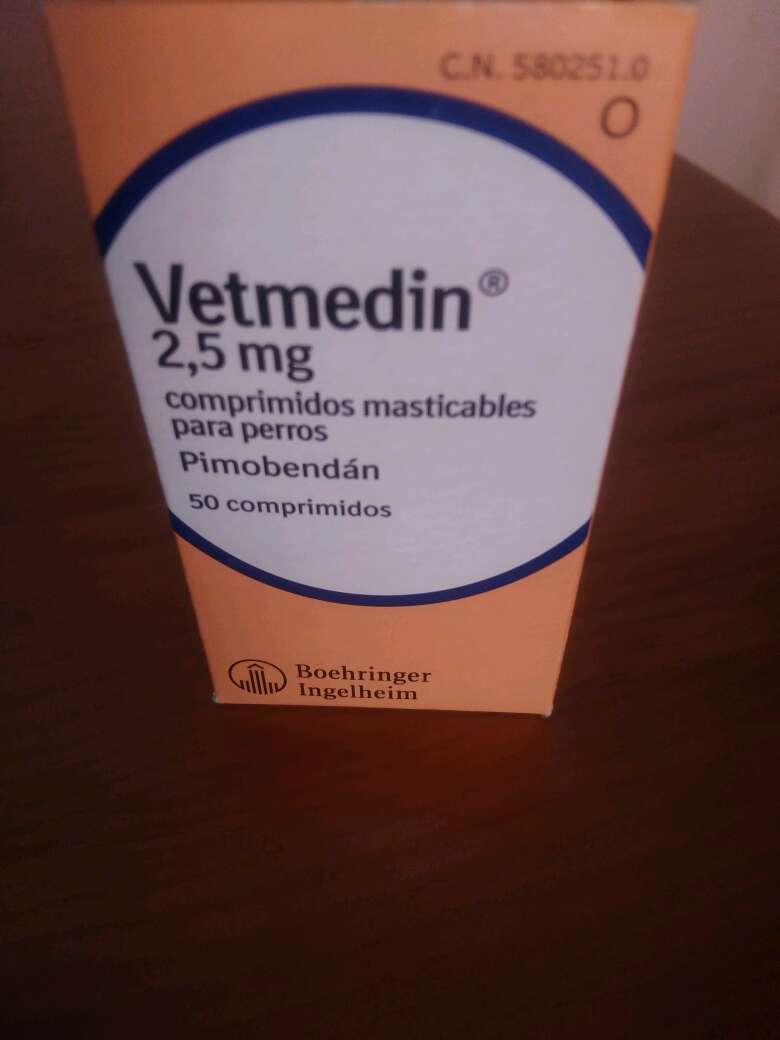 C.N. 580251.0
O
Vetmedin®
2,5 mg
comprimidos masticables
para perros
Pimobendán
50 comprimidos
Boehringer
Ingelheim